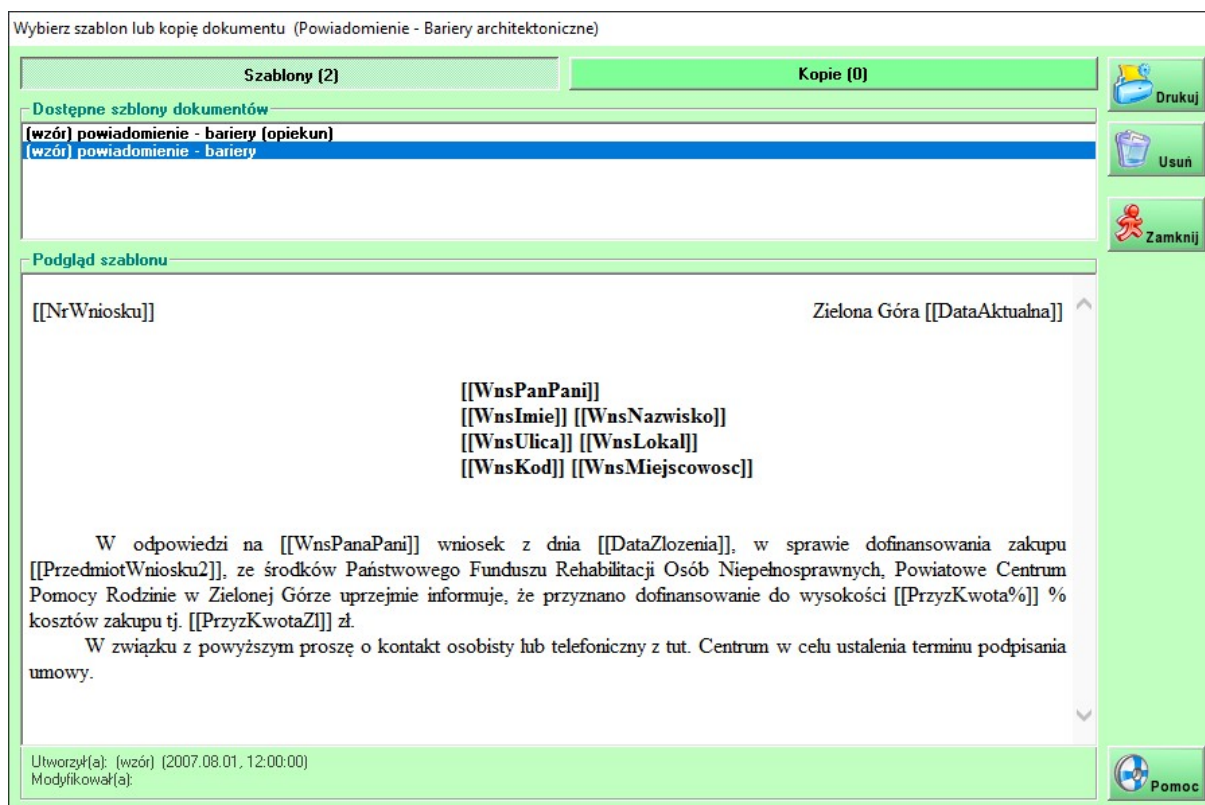 Wybierz szablon lub kopię dokumentu (Powiadomienie - Bariery architektoniczne)
Szablony (2)
Kopie (0)
Drukuj
Dostępne szblony dokumentów
(wzór) powiadomienie - bariery (opiekun)
(wzór) powiadomienie - bariery
Usuń
Zamknij
Podgląd szablonu
[[NrWniosku]] Zielona Góra [[DataAktualna]]
[[WnsPanPani]]
[[WnsImie]] [[WnsNazwisko]]
[[WnsUlica]] [[WnsLokal]]
[[WnsKod]] [[WnsMiejscowosc]]
W odpowiedzi na [[WnsPanaPani]] wniosek z dnia [[DataZlozenia]], w sprawie dofinansowania zakupu
[[PrzedmiotWniosku2]], ze środków Państwowego Funduszu Rehabilitacji Osób Niepełnosprawnych, Powiatowe Centrum
Pomocy Rodzinie w Zielonej Górze uprzejmie informuje, że przyznano dofinansowanie do wysokości [[PrzyzKwota%]] %
kosztów zakupu tj. [[PrzyzKwotaZl]] zł.
W związku z powyższym proszę o kontakt osobisty lub telefoniczny z tut. Centrum w celu ustalenia terminu podpisania
umowy.
Utworzył(a): (wzór) (2007.08.01, 12:00:00)
Modyfikował(a):
Pomoc